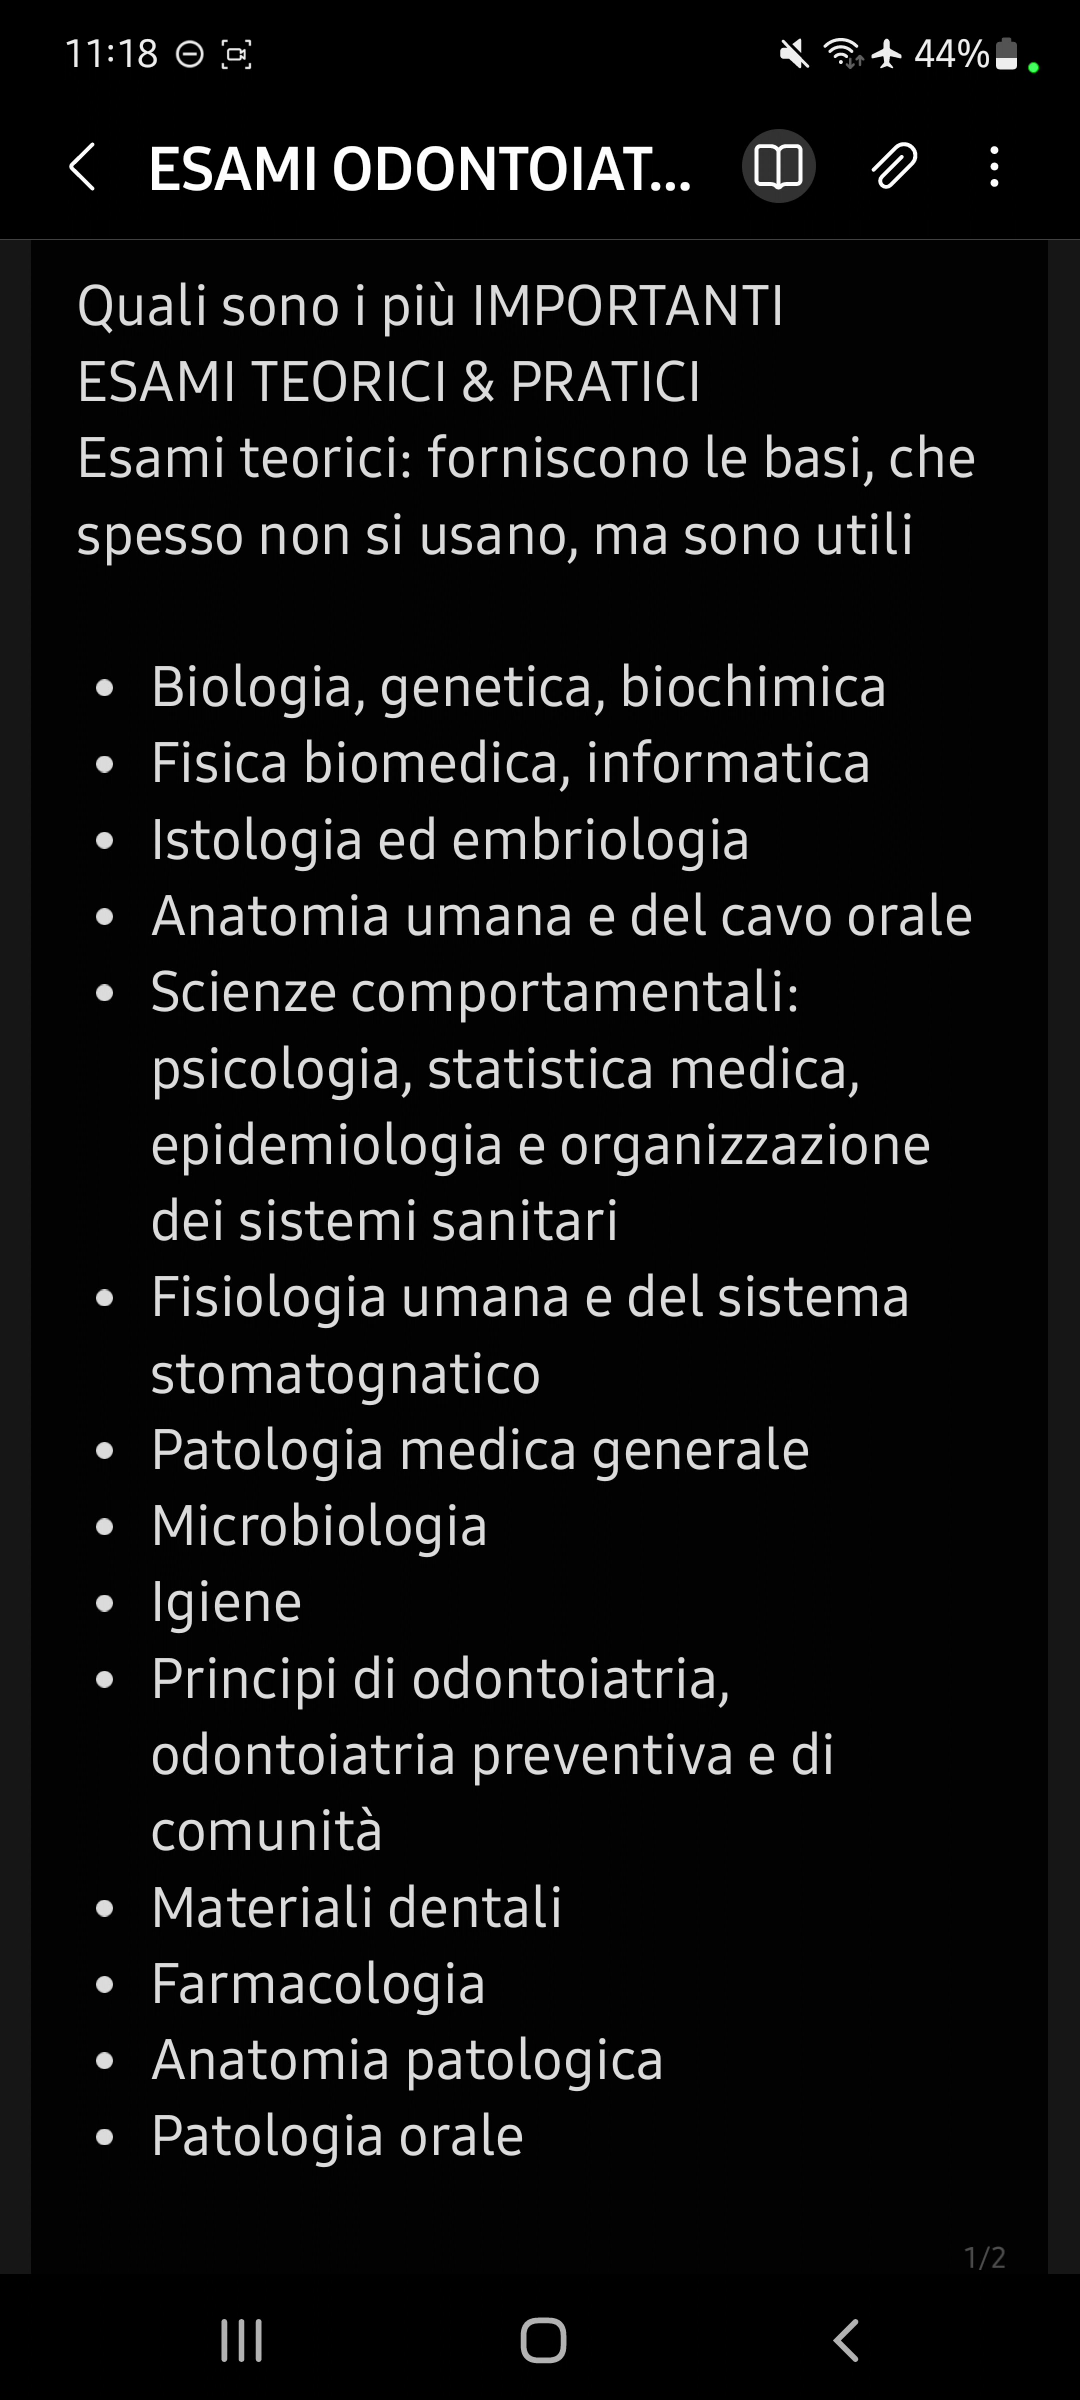 11:18
44%
ESAMI ODONTOIAT...
Quali sono i più IMPORTANTI
ESAMI TEORICI & PRATICI
Esami teorici: forniscono le basi, che
spesso non si usano, ma sono utili
• Biologia, genetica, biochimica
• Fisica biomedica, informatica
• Istologia ed embriologia
• Anatomia umana e del cavo orale
• Scienze comportamentali:
psicologia, statistica medica,
epidemiologia e organizzazione
dei sistemi sanitari
• Fisiologia umana e del sistema
stomatognatico
• Patologia medica generale
• Microbiologia
• Igiene
• Principi di odontoiatria,
odontoiatria preventiva e di
comunità
• Materiali dentali
• Farmacologia
• Anatomia patologica
• Patologia orale
1/2